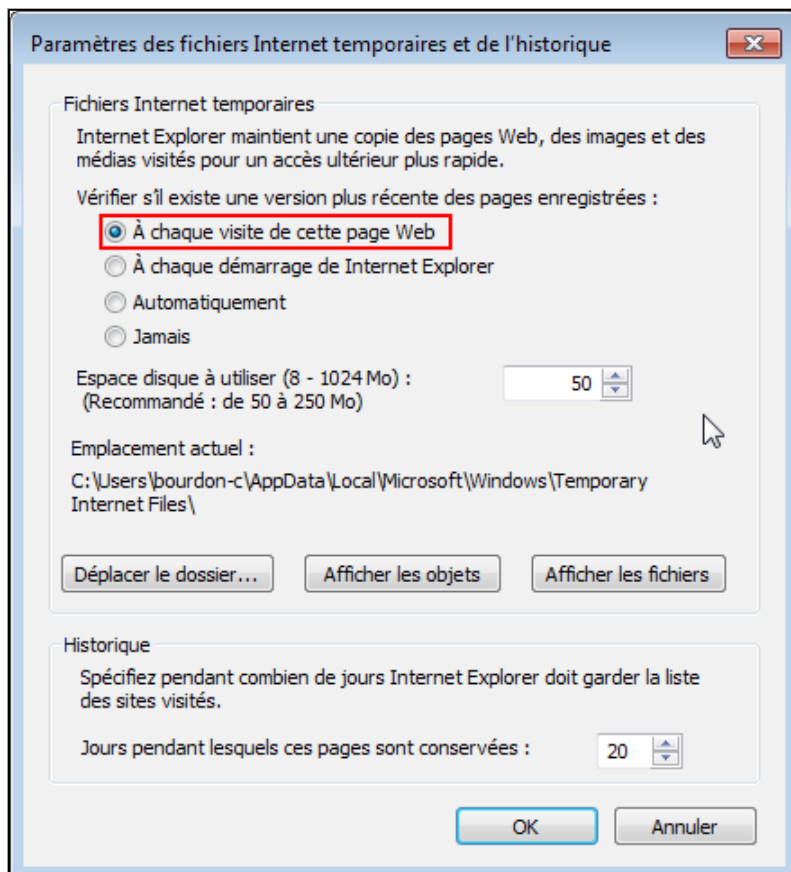 Paramètres des fichiers Internet temporaires et de l'historique
Fichiers Internet temporaires
Internet Explorer maintient une copie des pages Web, des images et des
médias visités pour un accès ultérieur plus rapide.
Vérifier s'il existe une version plus récente des pages enregistrées :
À chaque visite de cette page Web
À chaque démarrage de Internet Explorer
Automatiquement
Jamais
Espace disque à utiliser (8 - 1024 Mo) : 50
(Recommandé : de 50 à 250 Mo)
Emplacement actuel :
C:\Users\bourdon-c\AppData\Local\Microsoft\Windows\Temporary
Internet Files\
Déplacer le dossier... Afficher les objets Afficher les fichiers
Historique
Spécifiez pendant combien de jours Internet Explorer doit garder la liste
des sites visités.
Jours pendant lesquels ces pages sont conservées : 20
OK Annuler